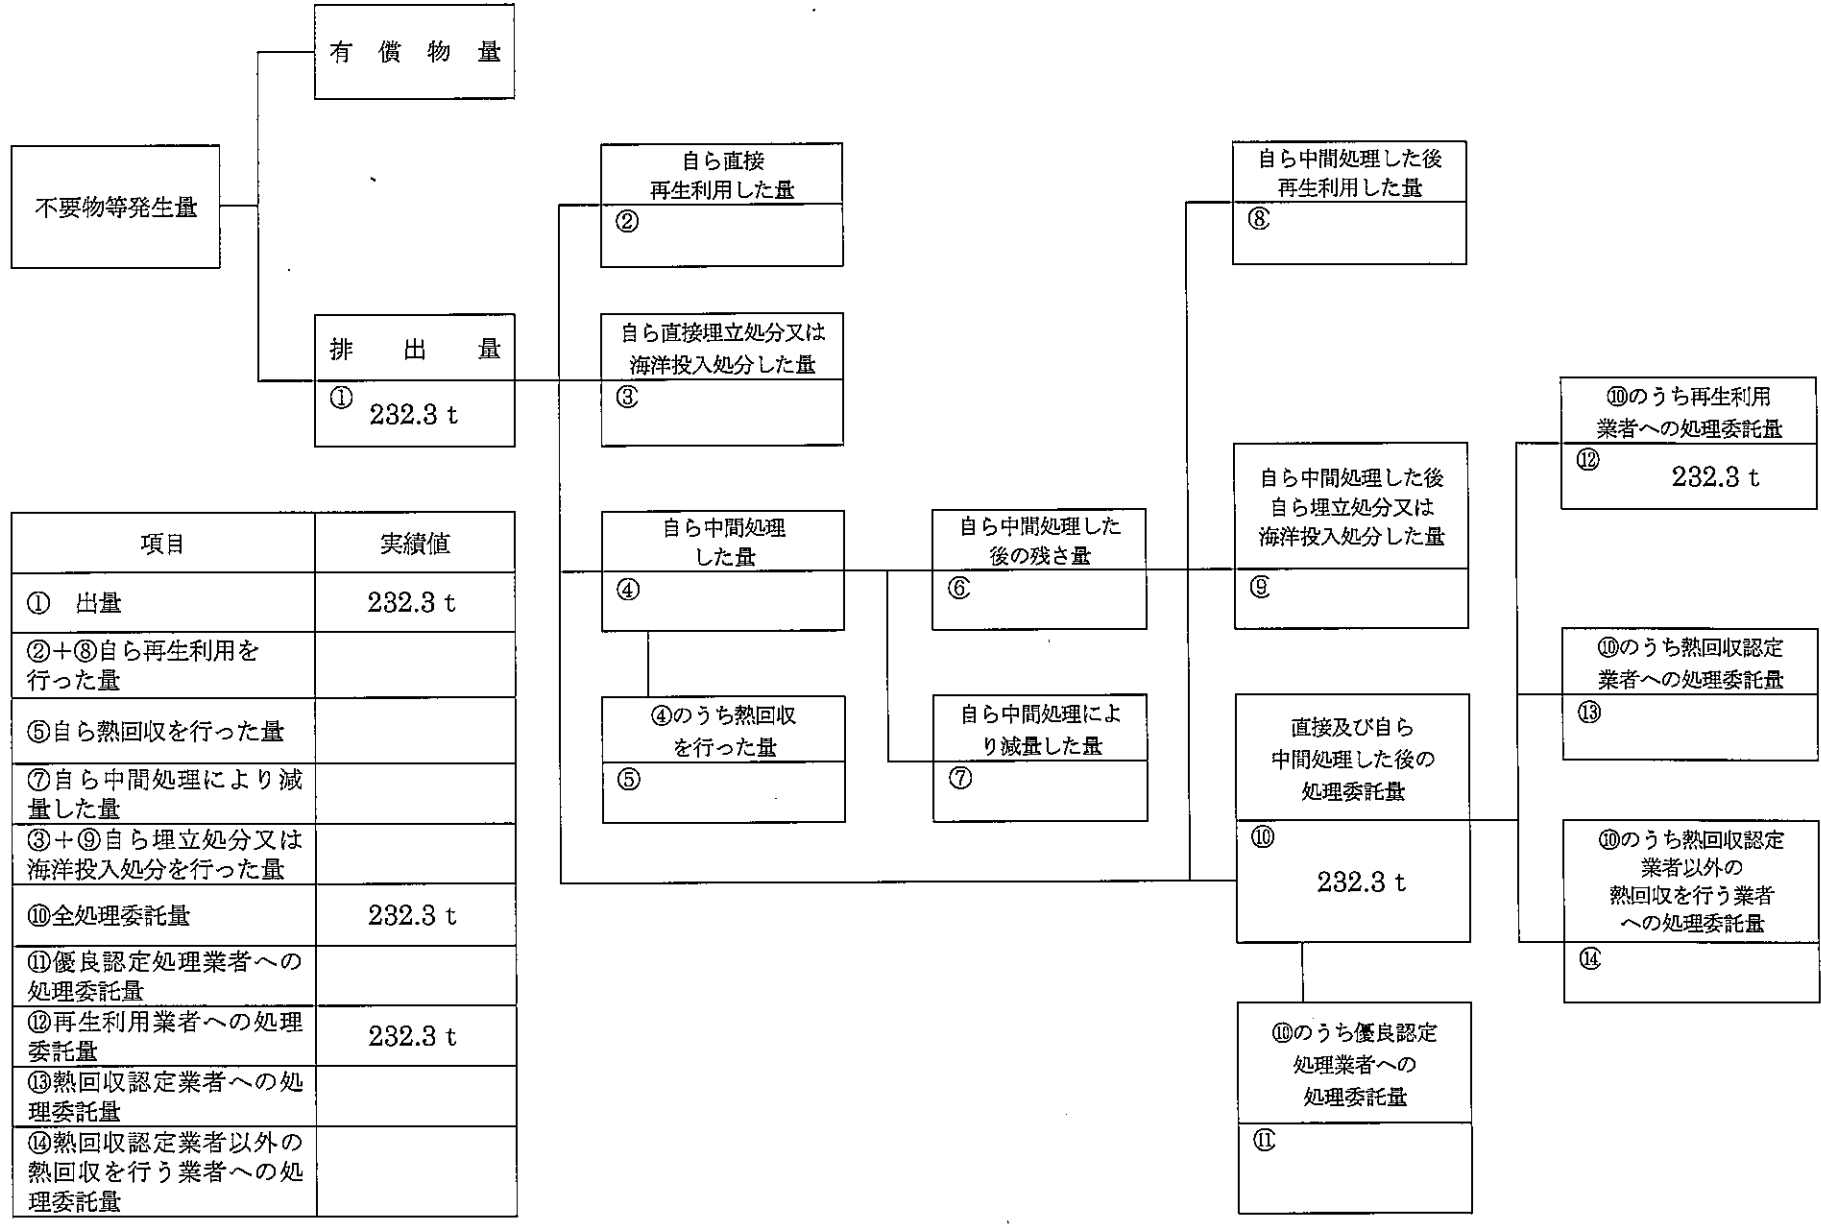 有償物量
不要物等発生量
排出量
①
232.3 t
自ら直接
再生利用した量
②
自ら直接埋立処分又は
海洋投入処分した量
③
自ら中間処理
した量
④
④のうち熱回収
を行った量
⑤
自ら中間処理した
後の残さ量
⑥
自ら中間処理によ
り減量した量
⑦
自ら中間処理した後
再生利用した量
⑧
自ら中間処理した後
自ら埋立処分又は
海洋投入処分した量
⑨
直接及び自ら
中間処理した後の
処理委託量
⑩
232.3 t
⑩のうち優良認定
処理業者への
処理委託量
⑪
⑩のうち再生利用
業者への処理委託量
⑫
232.3 t
⑩のうち熱回収認定
業者への処理委託量
⑬
⑩のうち熱回収認定
業者以外の
熱回収を行う業者
への処理委託量
⑭
項目 実績値
① 出量 232.3 t
②+⑧自ら再生利用を
行った量
⑤自ら熱回収を行った量
⑦自ら中間処理により減
量した量
③+⑨自ら埋立処分又は
海洋投入処分を行った量
⑩全処理委託量 232.3 t
⑪優良認定処理業者への
処理委託量
⑫再生利用業者への処理
委託量 232.3 t
⑬熱回収認定業者への処
理委託量
⑭熱回収認定業者以外の
熱回収を行う業者への処
理委託量